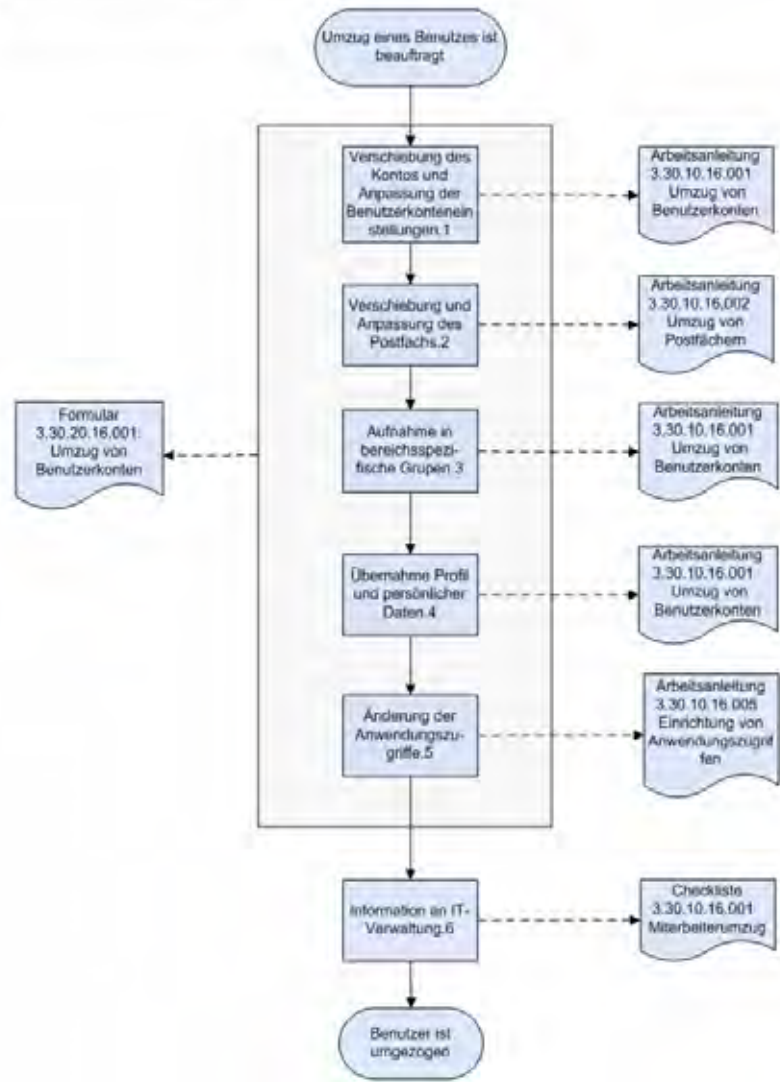 Umzug eines Benutzes ist
beauftragt
Verschiebung des
Kontos und
Anpassung der
Benutzerkontenein
stellungen.1
Arbeitsanleitung
3.30.10.16.001
Umzug von
Benutzerkonten
Verschiebung und
Anpassung des
Postfachs.2
Arbeitsanleitung
3.30.10.16.002
Umzug von
Postfächern
Formular
3.30.20.16.001:
Umzug von
Benutzerkonten
Aufnahme in
bereichsspezi-
fische Grupen.3
Arbeitsanleitung
3.30.10.16.001
Umzug von
Benutzerkonten
Übernahme Profil
und persönlicher
Daten.4
Arbeitsanleitung
3.30.10.16.001
Umzug von
Benutzerkonten
Änderung der
Anwendungszu-
griffe.5
Arbeitsanleitung
3.30.10.16.005
Einrichtung von
Anwendungszugrif
fen
Information an IT-
Verwaltung.6
Checkliste
3.30.10.16.001
Mitarbeiterumzug
Benutzer ist
umgezogen